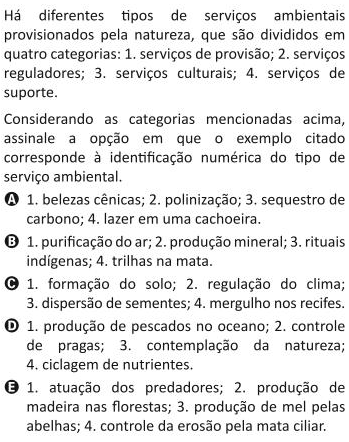 Há diferentes tipos de serviços ambientais
provisionados pela natureza, que são divididos em
quatro categorias: 1. serviços de provisão; 2. serviços
reguladores; 3. serviços culturais; 4. serviços de
suporte.
Considerando as categorias mencionadas acima,
assinale a opção em que o exemplo citado
corresponde à identificação numérica do tipo de
serviço ambiental.
A 1. belezas cênicas; 2. polinização; 3. sequestro de
carbono; 4. lazer em uma cachoeira.
B 1. purificação do ar; 2. produção mineral; 3. rituais
indígenas; 4. trilhas na mata.
C 1. formação do solo; 2. regulação do clima;
3. dispersão de sementes; 4. mergulho nos recifes.
D 1. produção de pescados no oceano; 2. controle
de pragas; 3. contemplação da natureza;
4. ciclagem de nutrientes.
E 1. atuação dos predadores; 2. produção de
madeira nas florestas; 3. produção de mel pelas
abelhas; 4. controle da erosão pela mata ciliar.